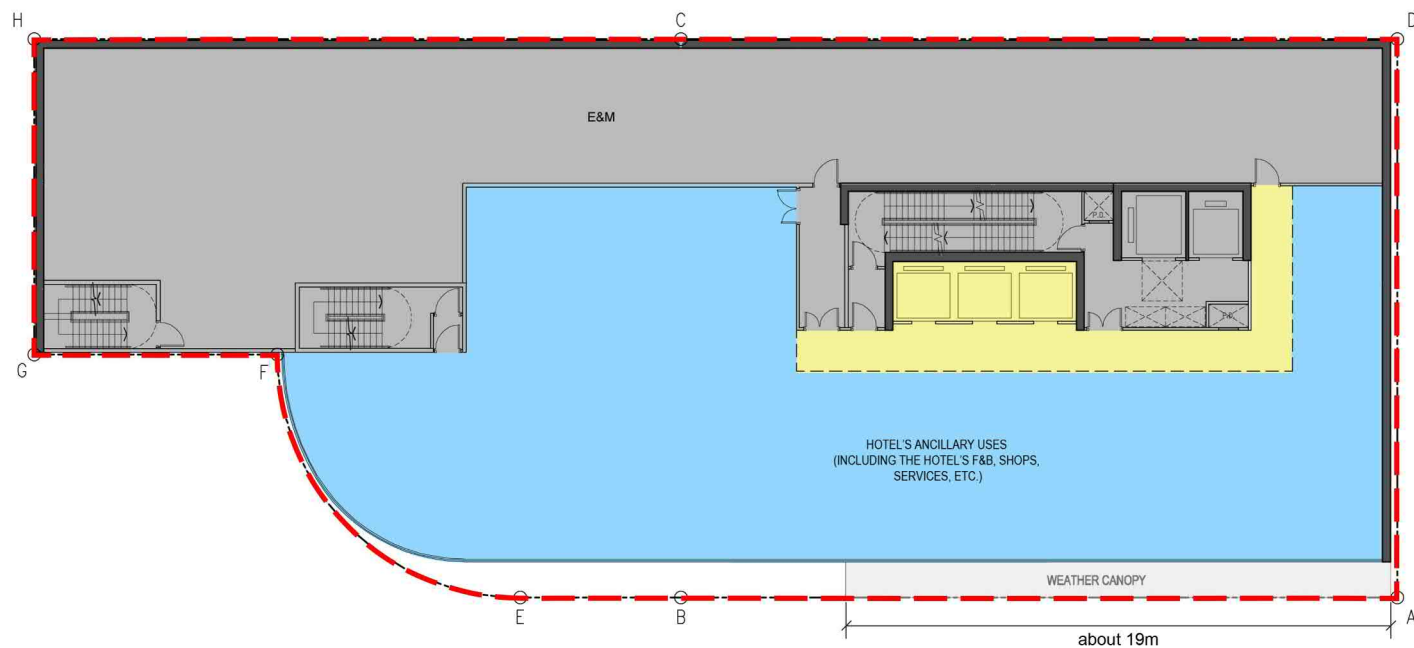 H
C
D
E&M
P.D.
G
F
HOTEL'S ANCILLARY USES
(INCLUDING THE HOTEL'S F&B, SHOPS,
SERVICES, ETC.)
WEATHER CANOPY
E
B
A
about 19m